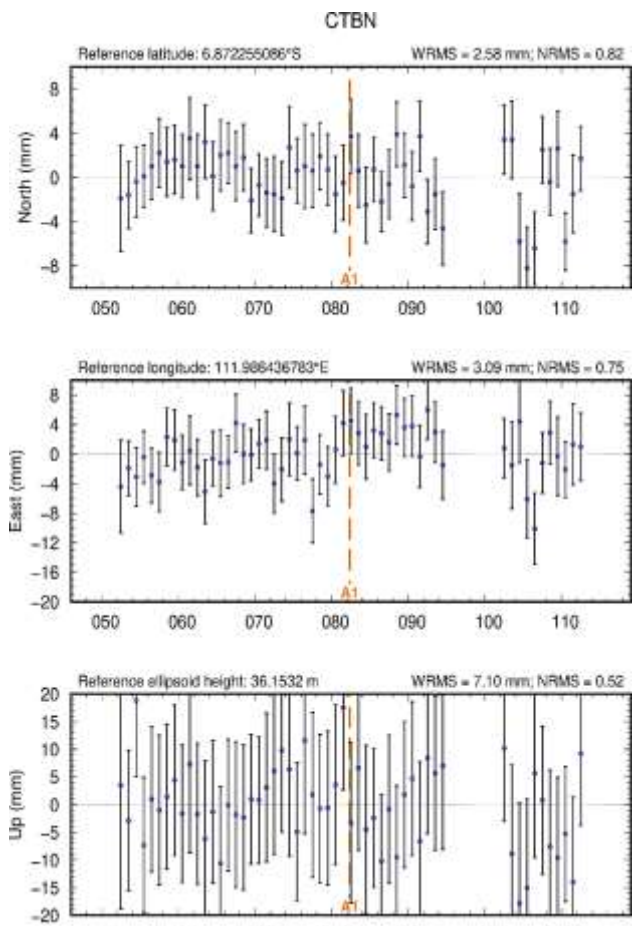 CTBN
Reference latitude: 6.872255086°S WRMS = 2.58 mm; NRMS = 0.82
North (mm)
8
4
0
−4
−8
A1
050 060 070 080 090 100 110
Reference longitude: 111.986436783°E WRMS = 3.09 mm; NRMS = 0.75
East (mm)
8
4
0
−4
−8
−12
−16
−20
A1
050 060 070 080 090 100 110
Reference ellipsoid height: 36.1532 m WRMS = 7.10 mm; NRMS = 0.52
Up (mm)
20
15
10
5
0
−5
−10
−15
−20
A1